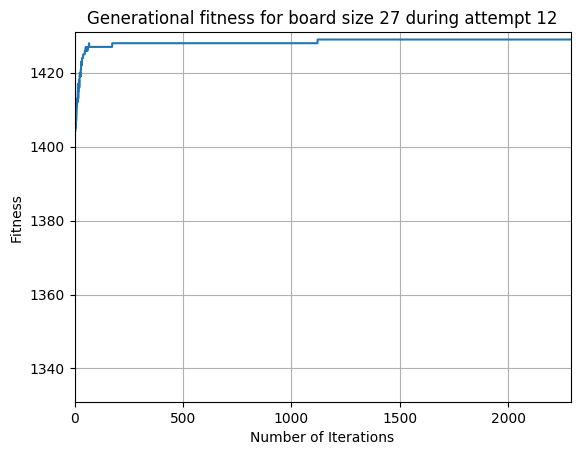 Generational fitness for board size 27 during attempt 12
Fitness
1420
1400
1380
1360
1340
0 500 1000 1500 2000
Number of Iterations